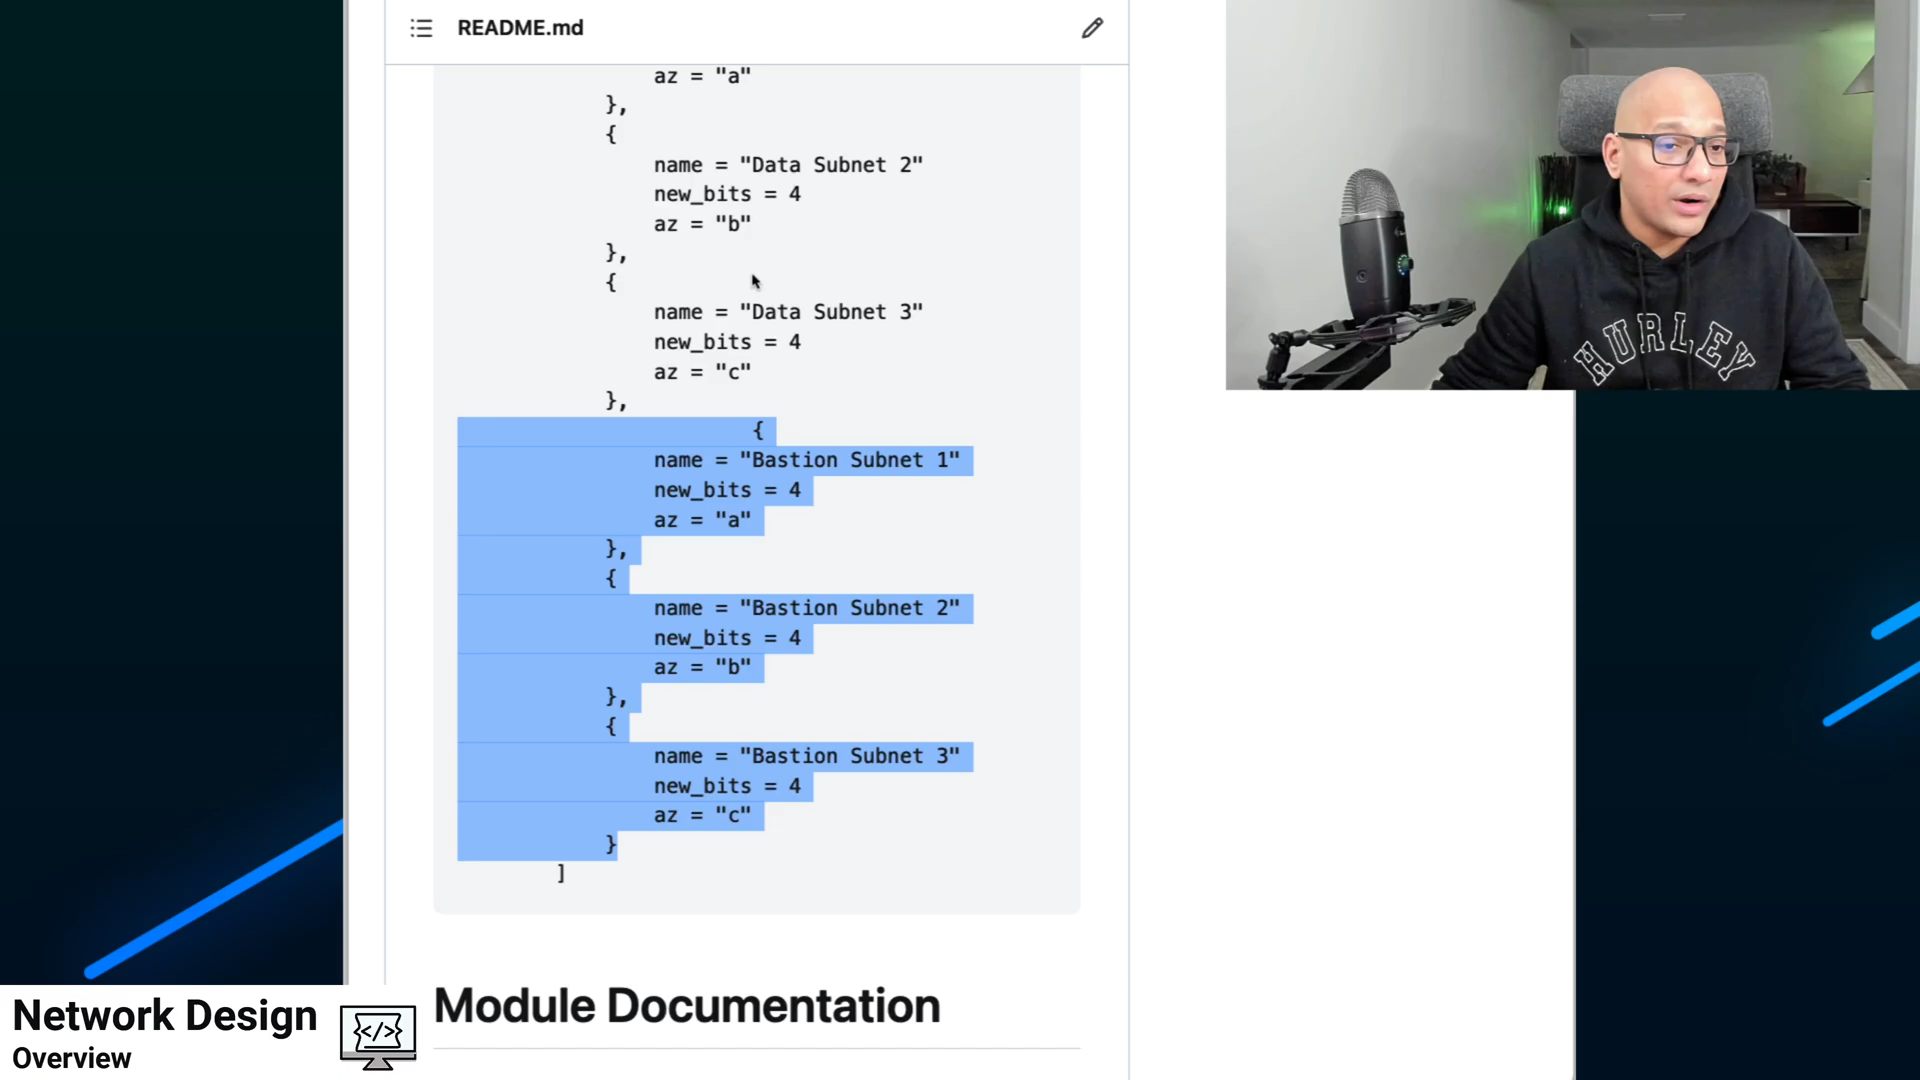 README.md
az = "a"
},
{
name = "Data Subnet 2"
new_bits = 4
az = "b"
},
{
name = "Data Subnet 3"
new_bits = 4
az = "c"
},
{
name = "Bastion Subnet 1"
new_bits = 4
az = "a"
},
{
name = "Bastion Subnet 2"
new_bits = 4
az = "b"
},
{
name = "Bastion Subnet 3"
new_bits = 4
az = "c"
}
]
Module Documentation
HURLEY
Network Design
Overview
</>